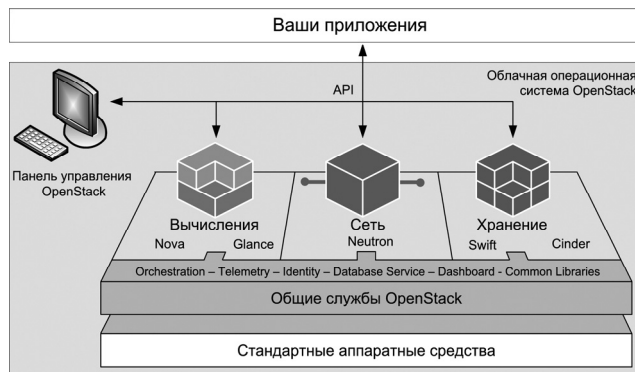 Ваши приложения
Облачная операционная
система OpenStack
API
Панель управления
OpenStack
Вычисления
Сеть
Хранение
Nova
Glance
Neutron
Swift
Cinder
Orchestration – Telemetry – Identity – Database Service – Dashboard - Common Libraries
Общие службы OpenStack
Стандартные аппаратные средства